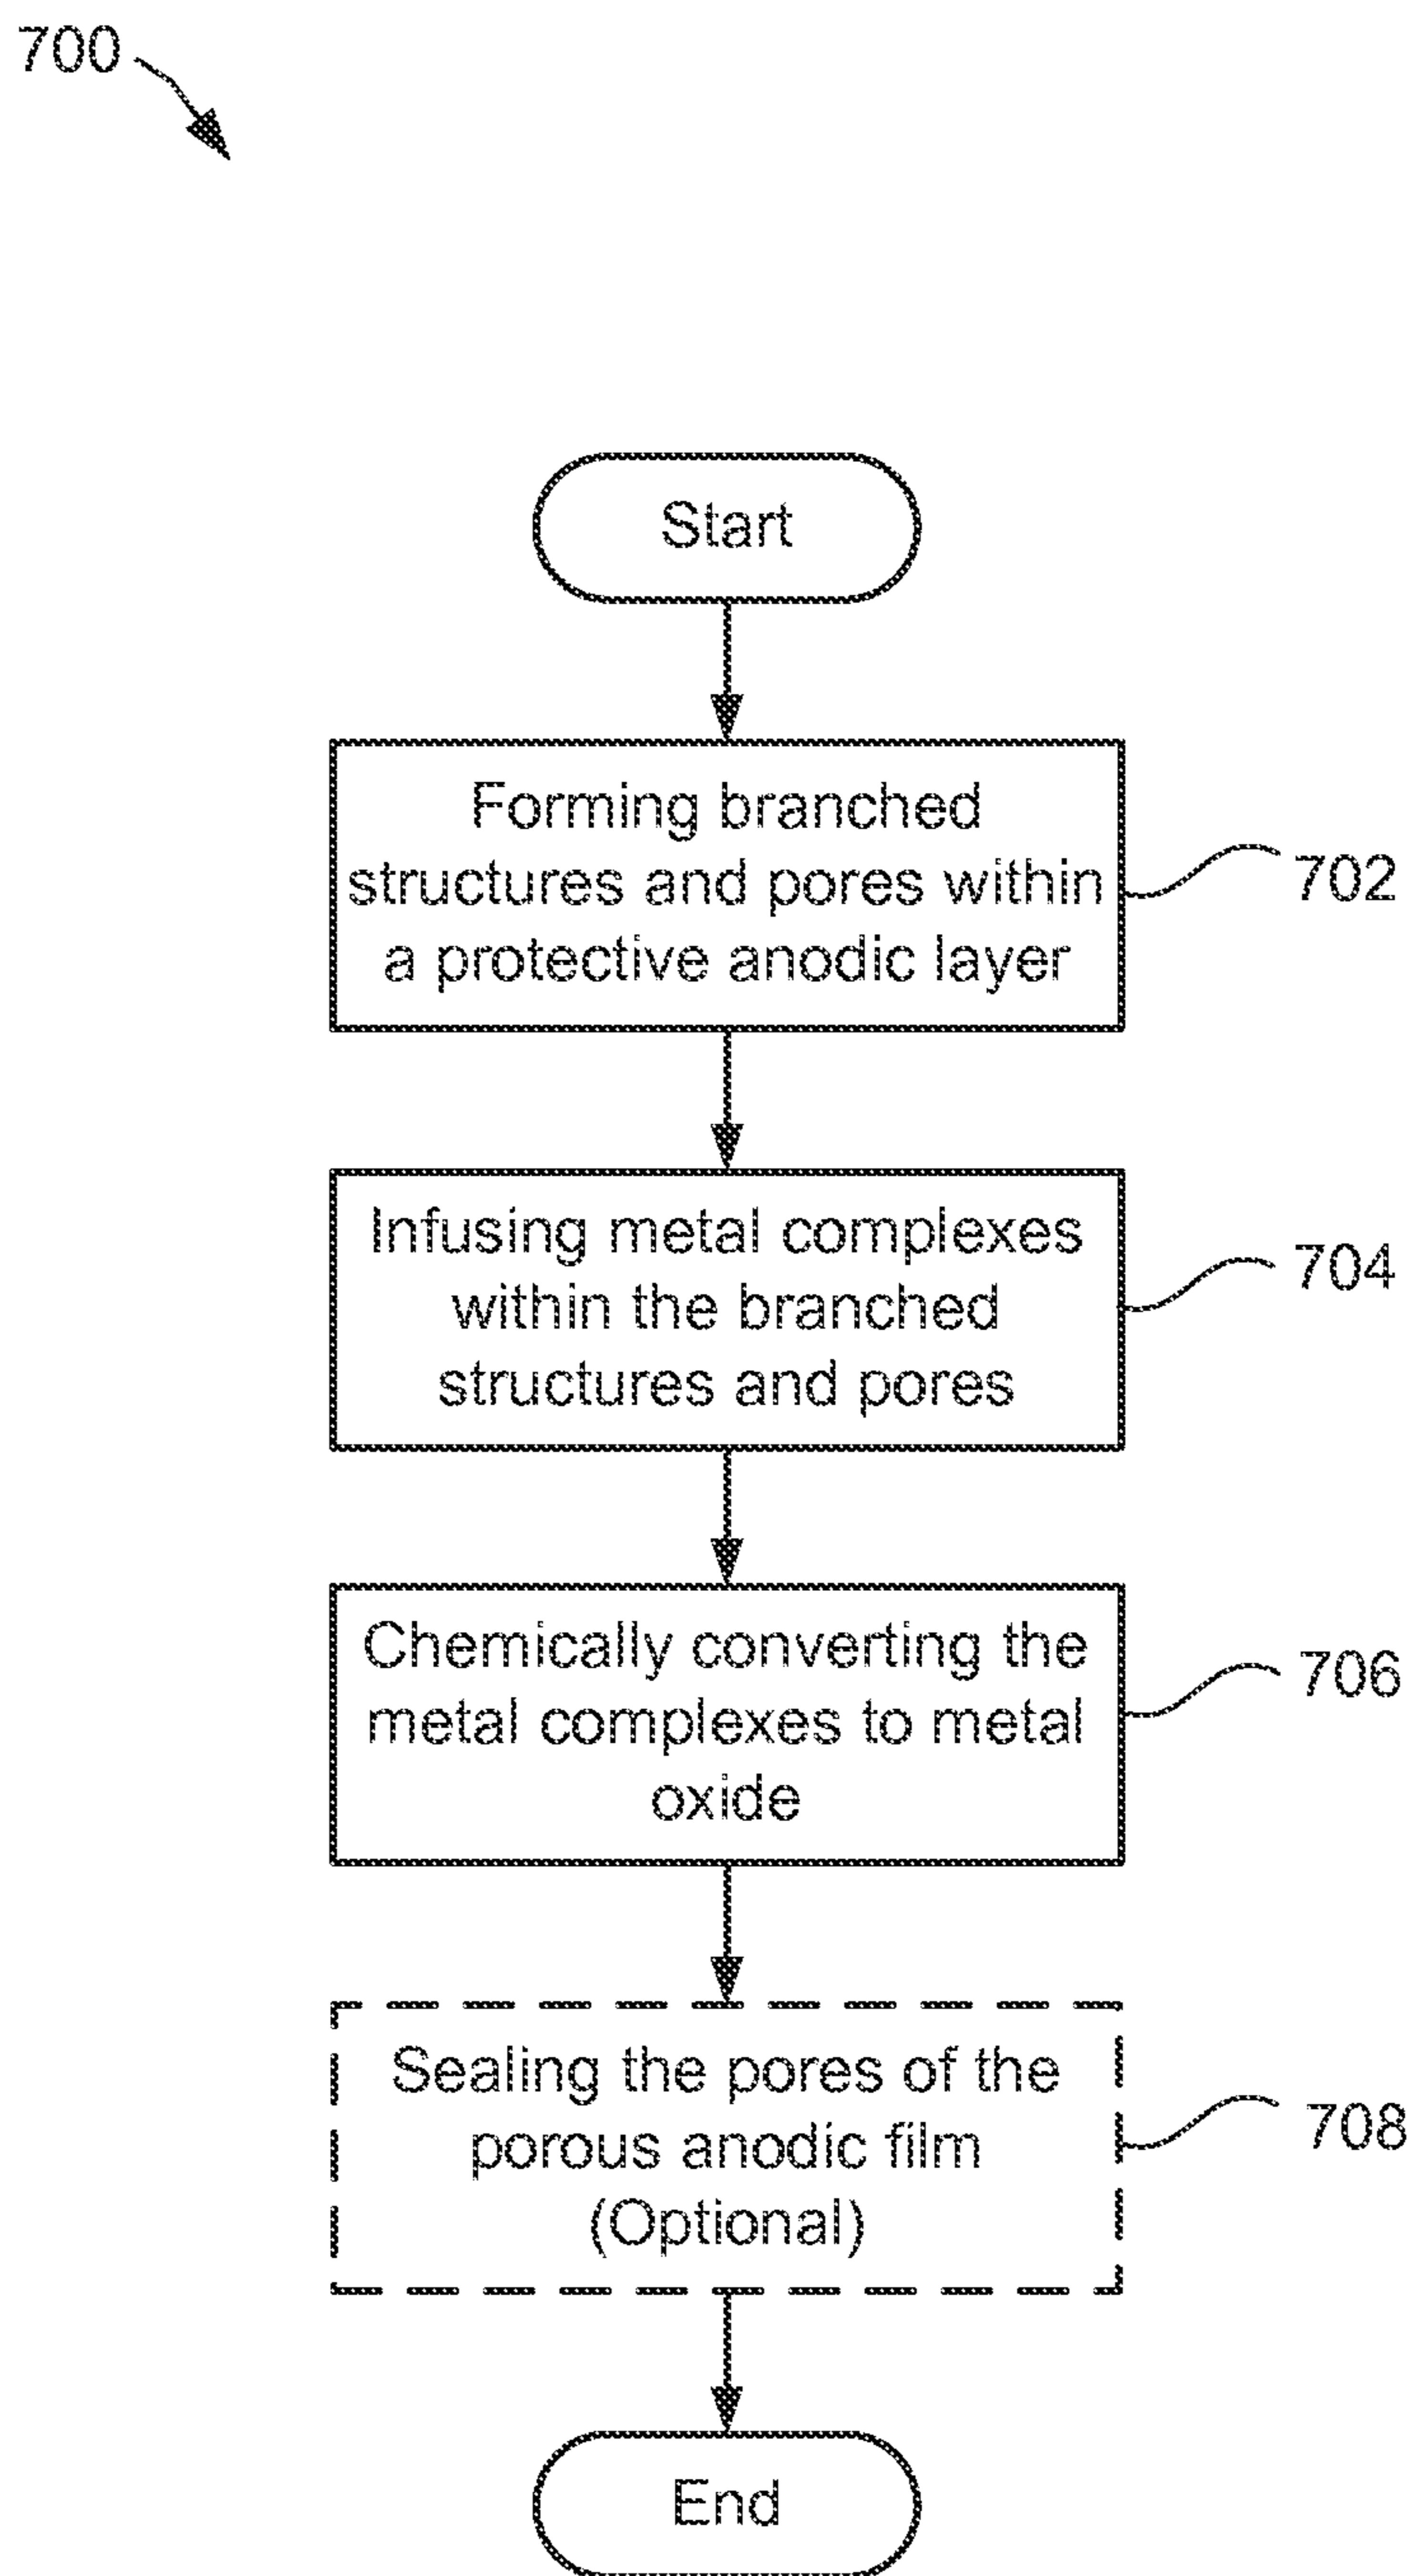 700
Start
Forming branched
structures and pores within
a protective anodic layer
702
Infusing metal complexes
within the branched
structures and pores
704
Chemically converting the
metal complexes to metal
oxide
706
Sealing the pores of the
porous anodic film
(Optional)
708
End